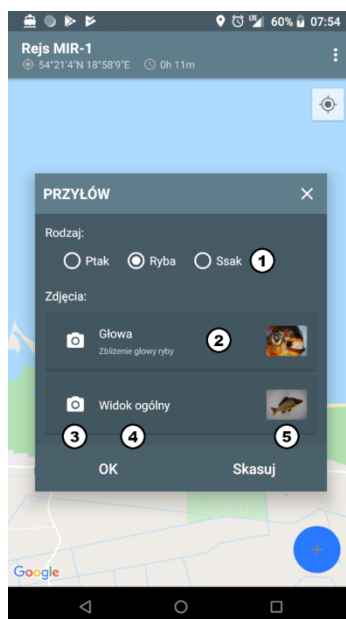 60% 07:54
Rejs MIR-1
54°21'4"N 18°58'9"E 0h 11m
PRZYŁÓW
Rodzaj:
Ptak Ryba Ssak 1
Zdjęcia:
Głowa
Zbliżenie głowy ryby
2
Widok ogólny
3 4 5
OK Skasuj
+
Google